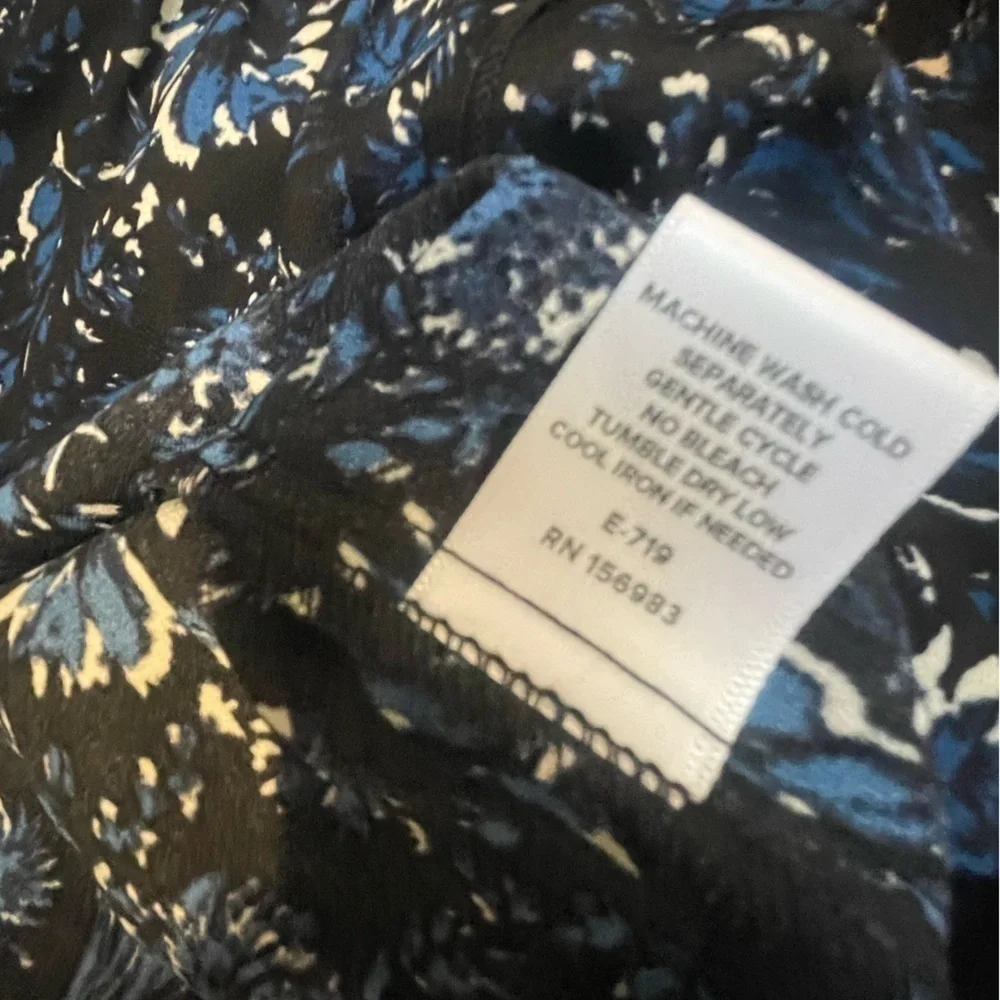 MACHINE WASH COLD
SEPARATELY
GENTLE CYCLE
NO BLEACH
TUMBLE DRY LOW
COOL IRON IF NEEDED
E-719
RN 156983